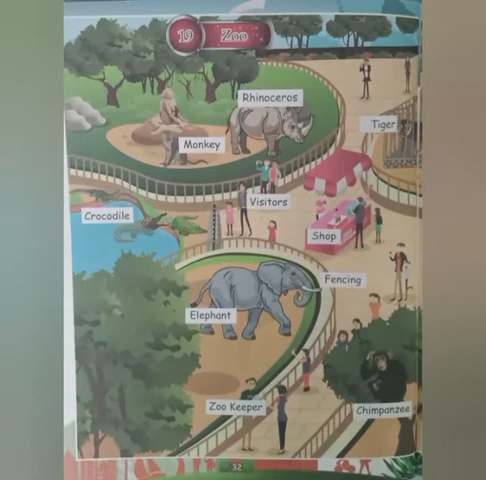 19 Zoo
Rhinoceros
Tiger
Monkey
Visitors
Crocodile
Shop
Fencing
Elephant
Zoo Keeper
Chimpanzee
32